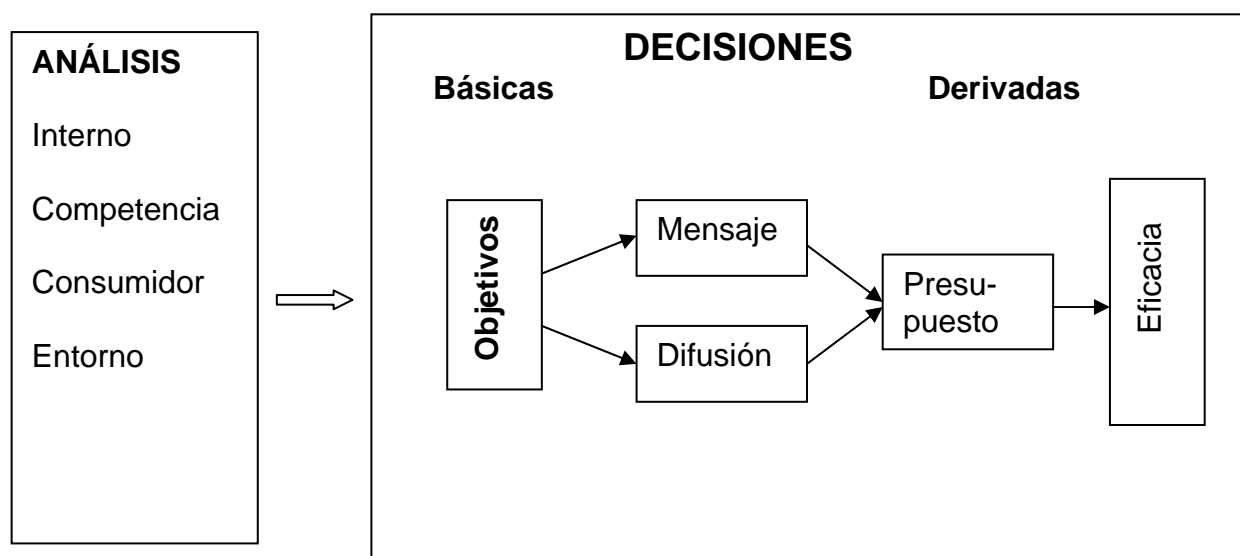 ANÁLISIS
Interno
Competencia
Consumidor
Entorno
DECISIONES
Básicas
Derivadas
Objetivos
Mensaje
Difusión
Presu-
puesto
Eficacia